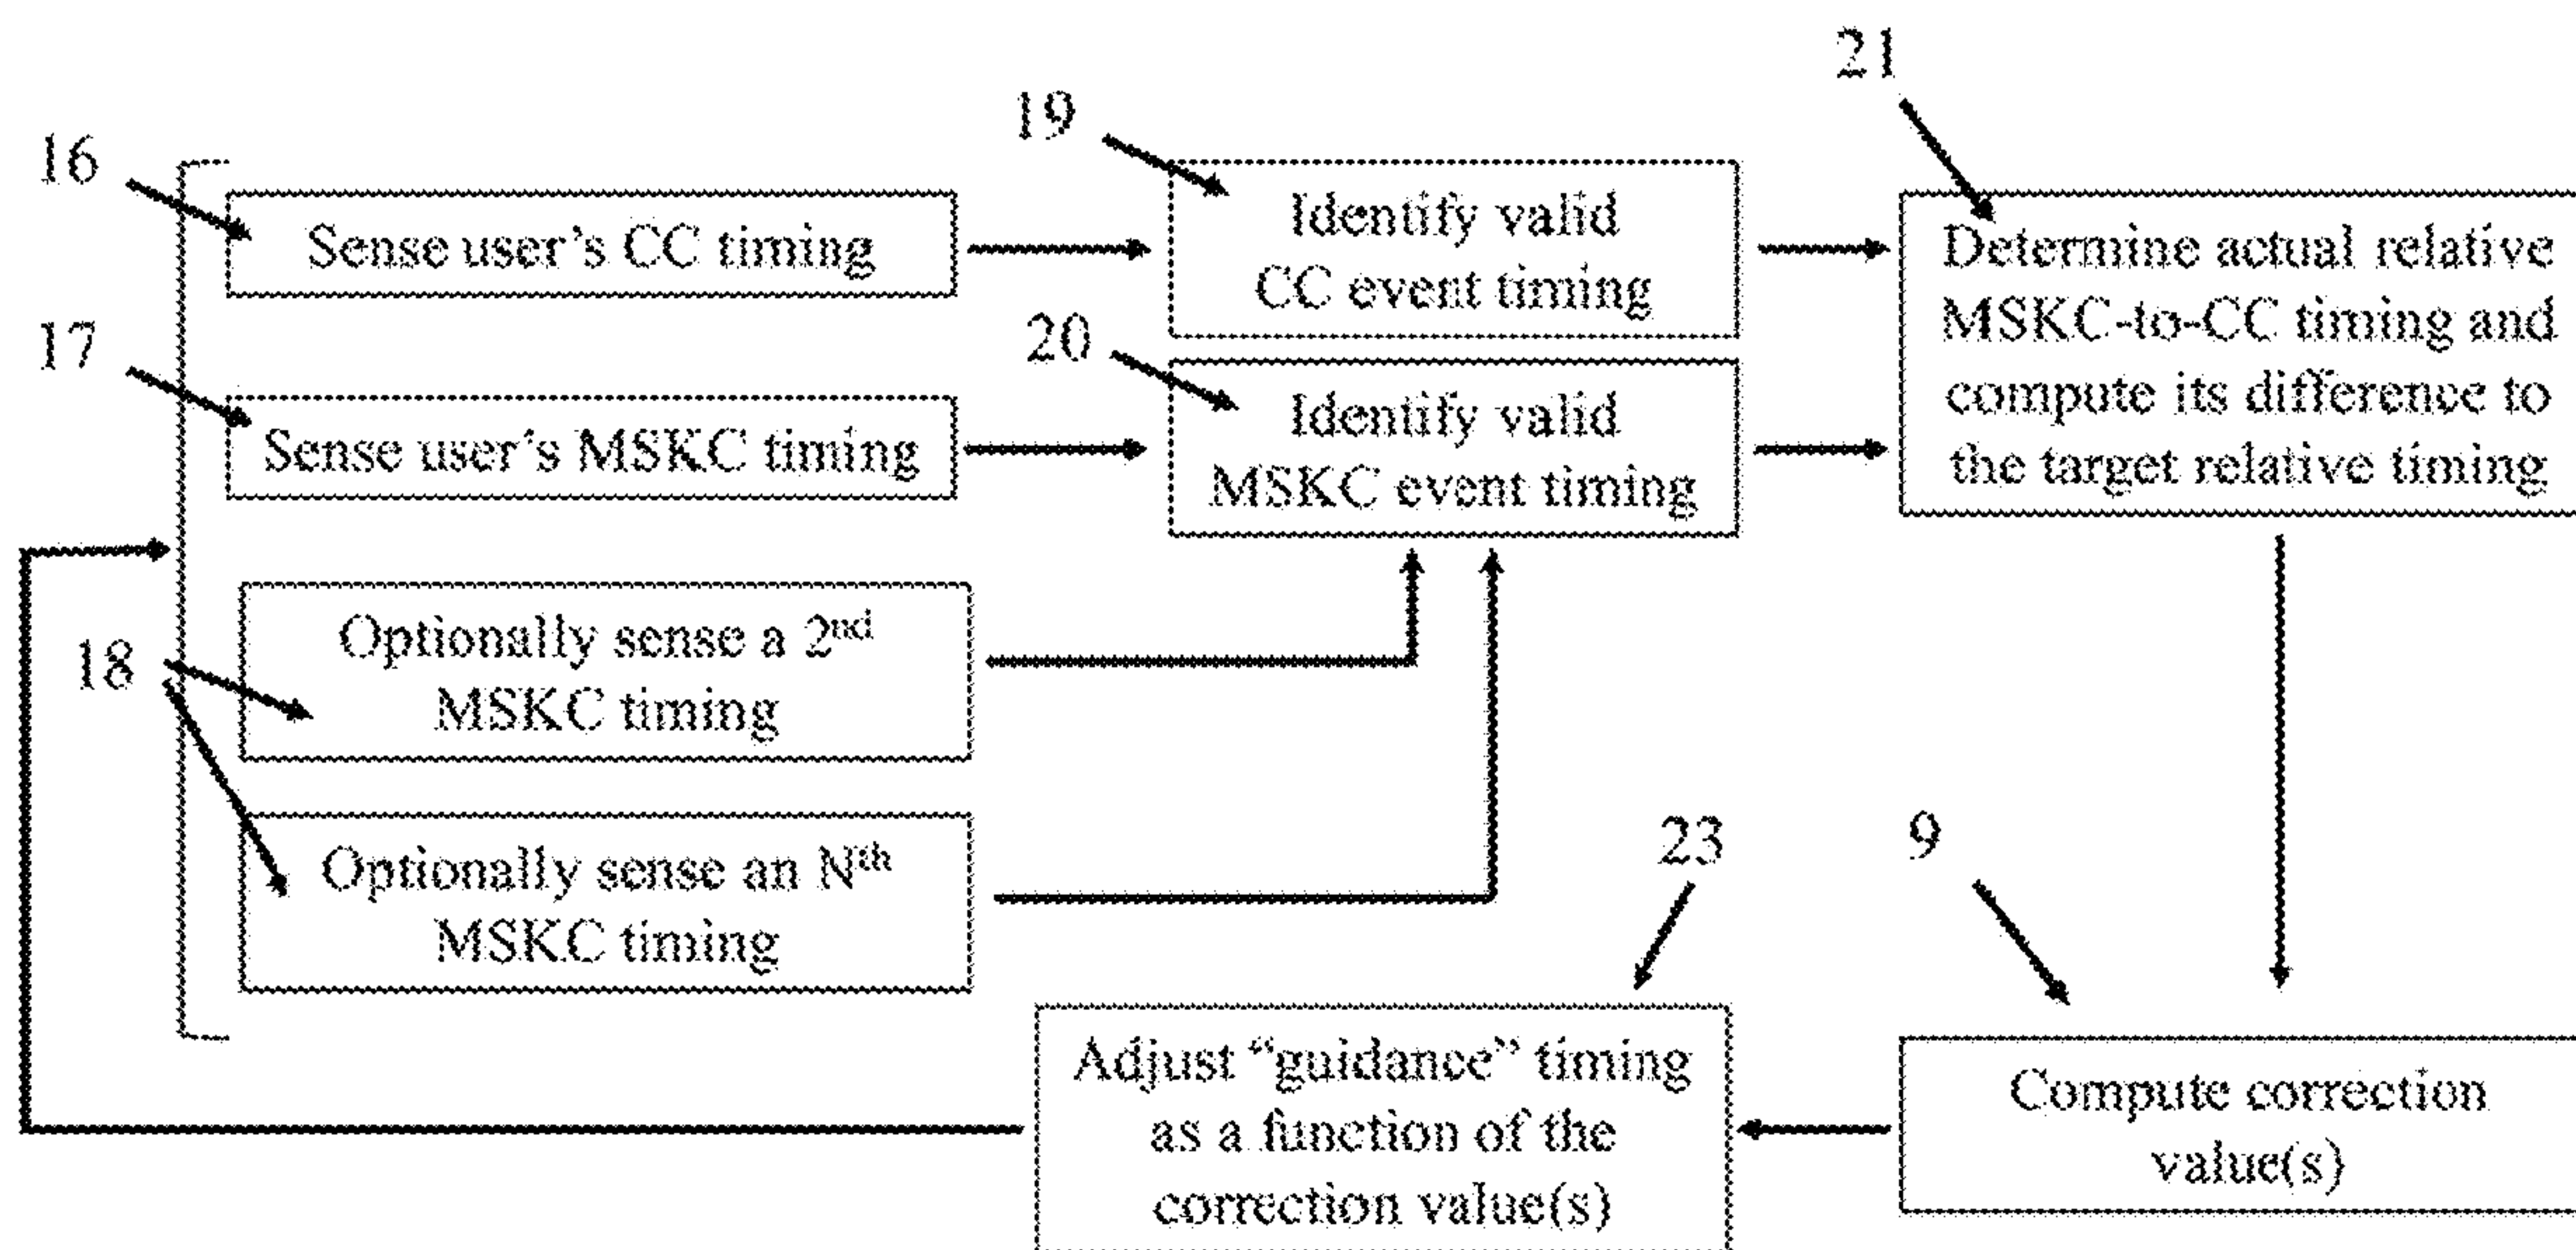 16
Sense user's CC timing
17
Sense user's MSKC timing
18
Optionally sense a 2nd
MSKC timing
Optionally sense an Nth
MSKC timing
19
Identify valid
CC event timing
20
Identify valid
MSKC event timing
21
Determine actual relative
MSKC-to-CC timing and
compute its difference to
the target relative timing
9
Compute correction
value(s)
23
Adjust “guidance” timing
as a function of the
correction value(s)